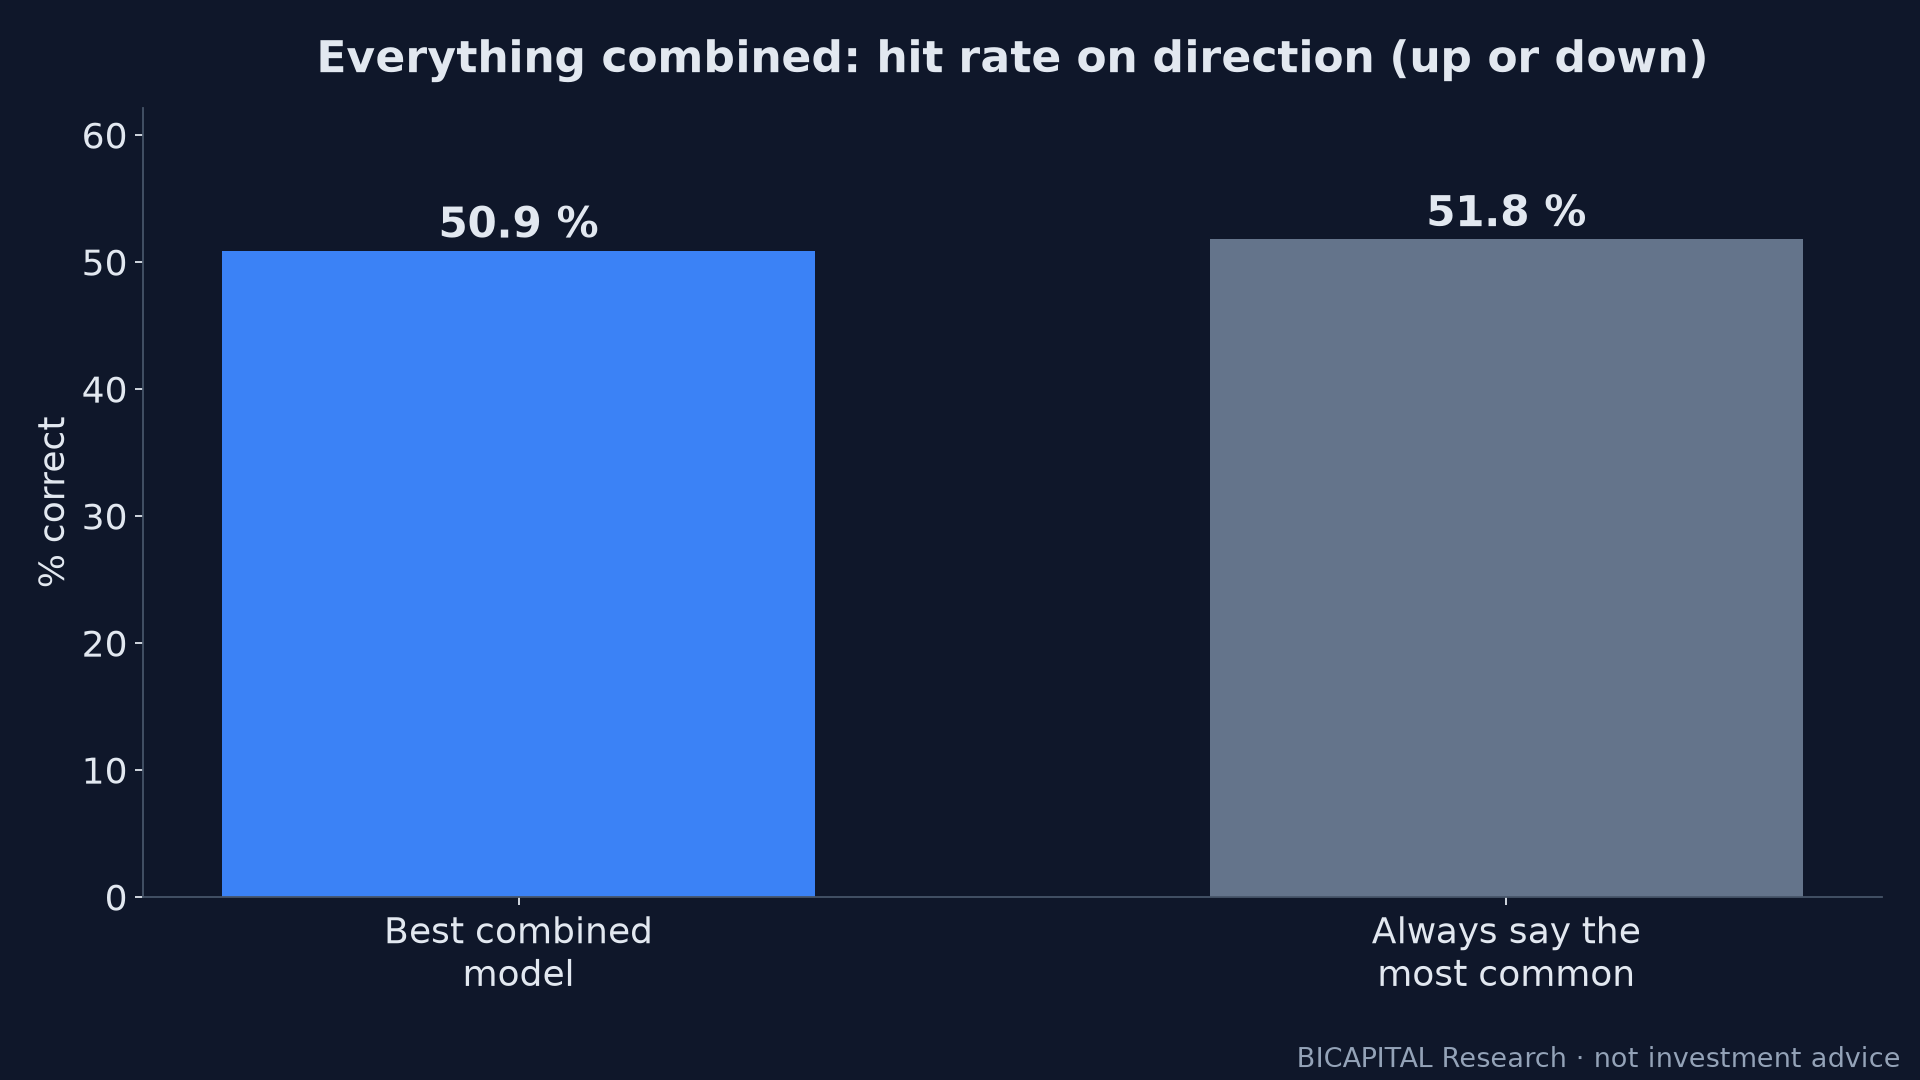 Everything combined: hit rate on direction (up or down)
% correct
60
50
40
30
20
10
0
50.9 %
51.8 %
Best combined
model
Always say the
most common
BICAPITAL Research · not investment advice